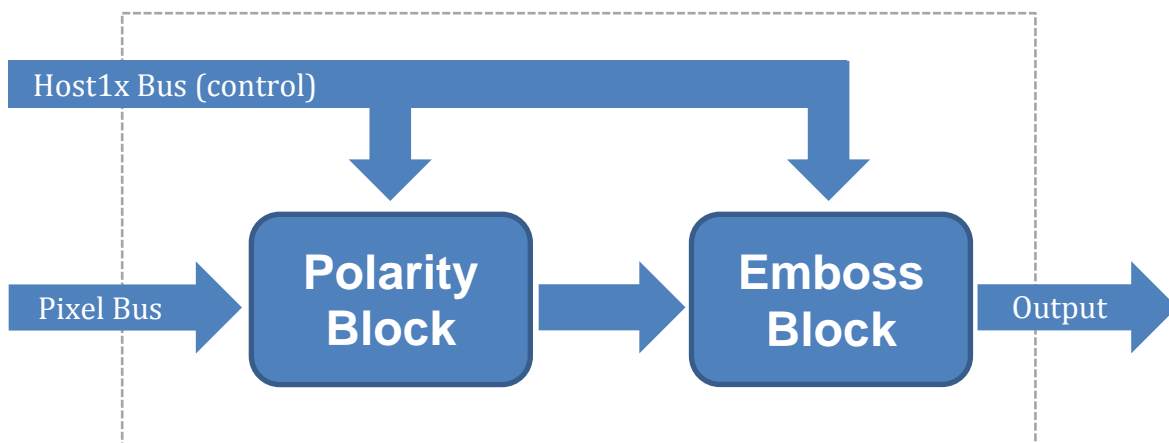 Host1x Bus (control)
Polarity
Block
Emboss
Block
Pixel Bus
Output